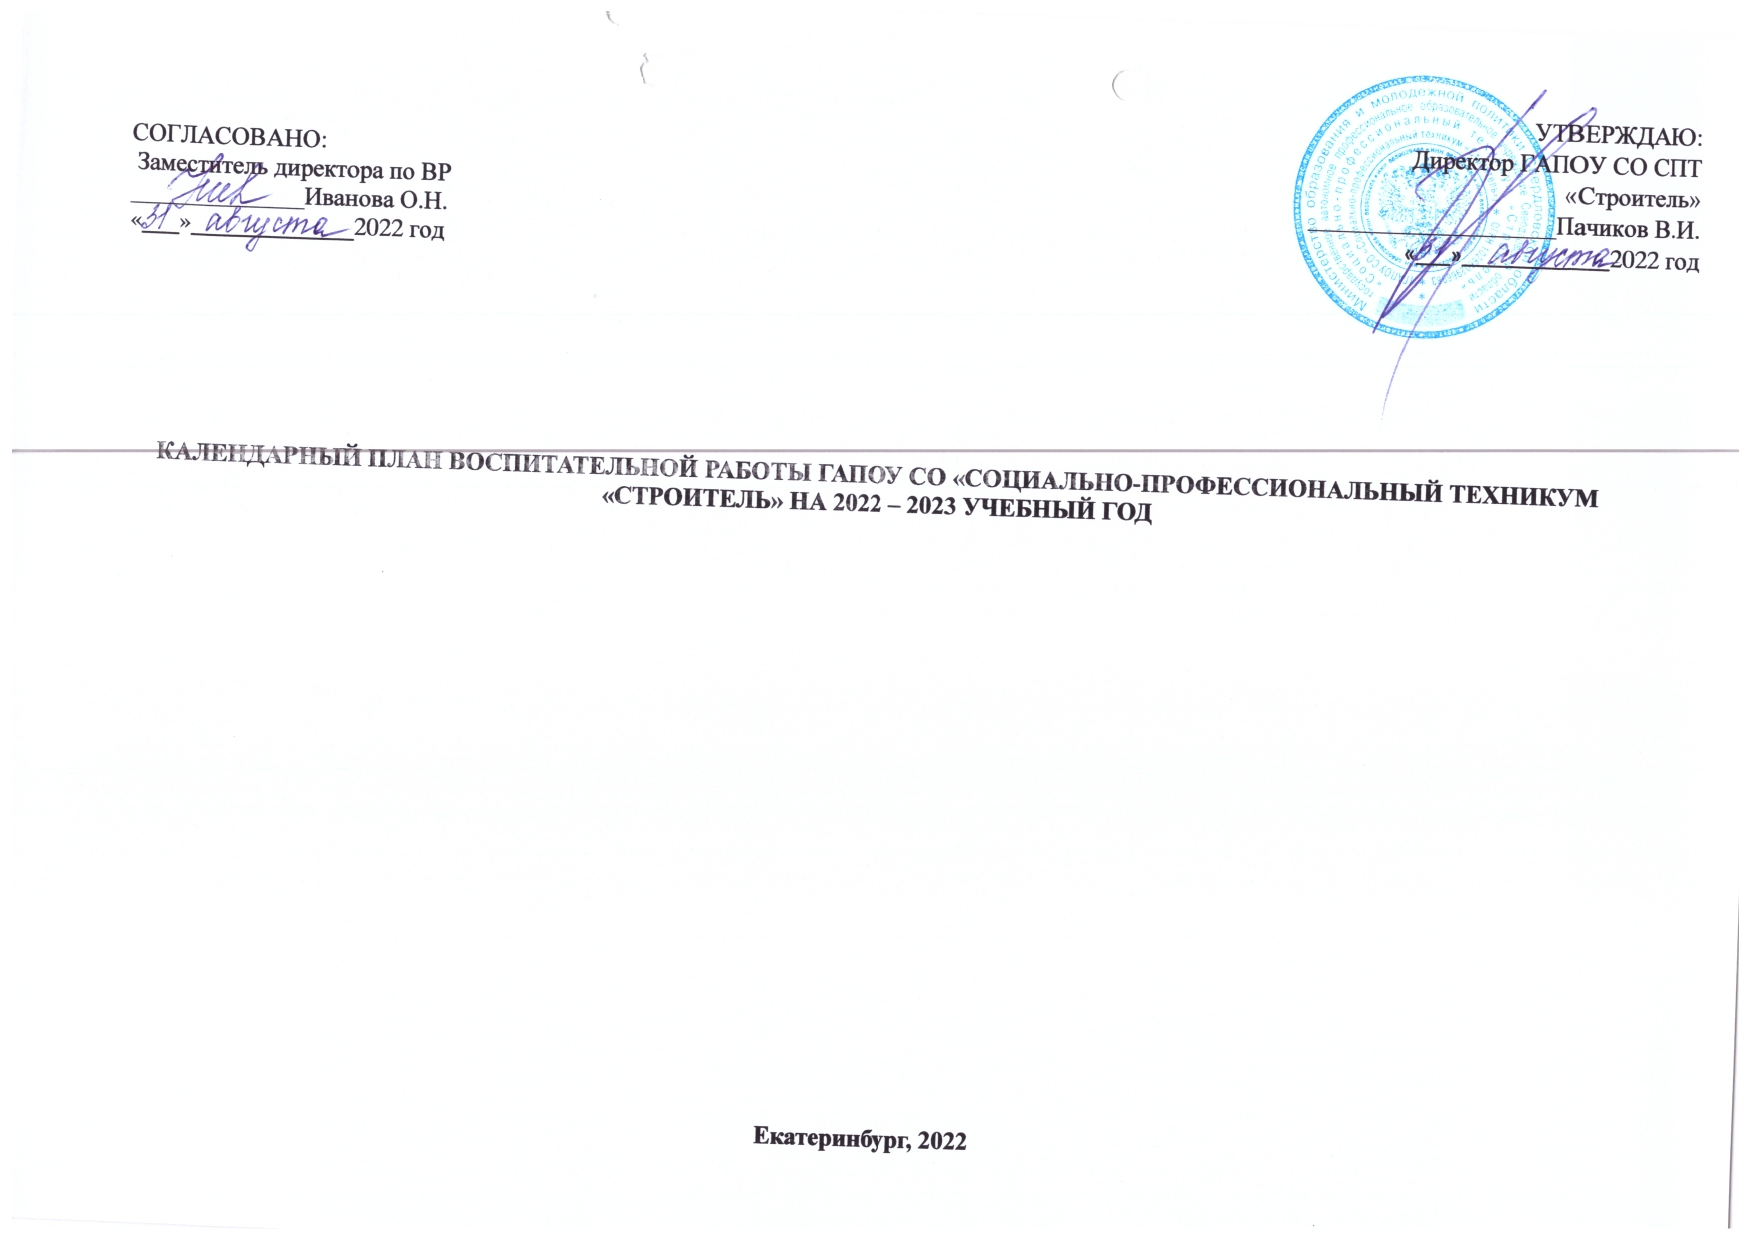 СОГЛАСОВАНО:
Заместитель директора по ВР
Иванова О.Н.
«31» августа 2022 год
УТВЕРЖДАЮ:
Директор ГАПОУ СО СПТ
«Строитель»
Пачиков В.И.
«31» августа 2022 год
КАЛЕНДАРНЫЙ ПЛАН ВОСПИТАТЕЛЬНОЙ РАБОТЫ ГАПОУ СО «СОЦИАЛЬНО-ПРОФЕССИОНАЛЬНЫЙ ТЕХНИКУМ
«СТРОИТЕЛЬ» НА 2022 – 2023 УЧЕБНЫЙ ГОД
Екатеринбург, 2022